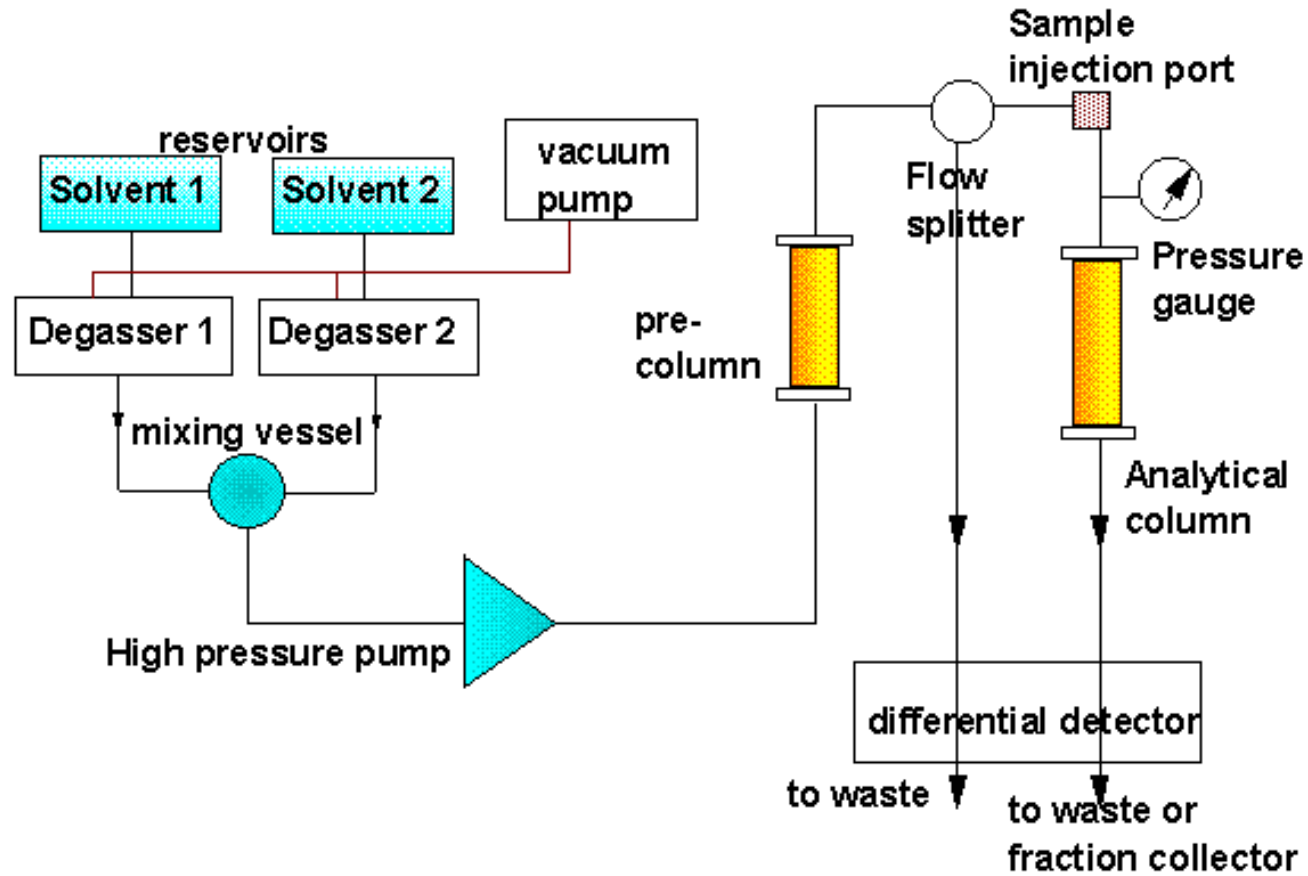 Sample
injection port
reservoirs
Solvent 1
Solvent 2
vacuum
pump
Flow
splitter
Degasser 1
Degasser 2
Pressure
gauge
pre-
column
mixing vessel
Analytical
column
High pressure pump
differential detector
to waste
to waste or
fraction collector